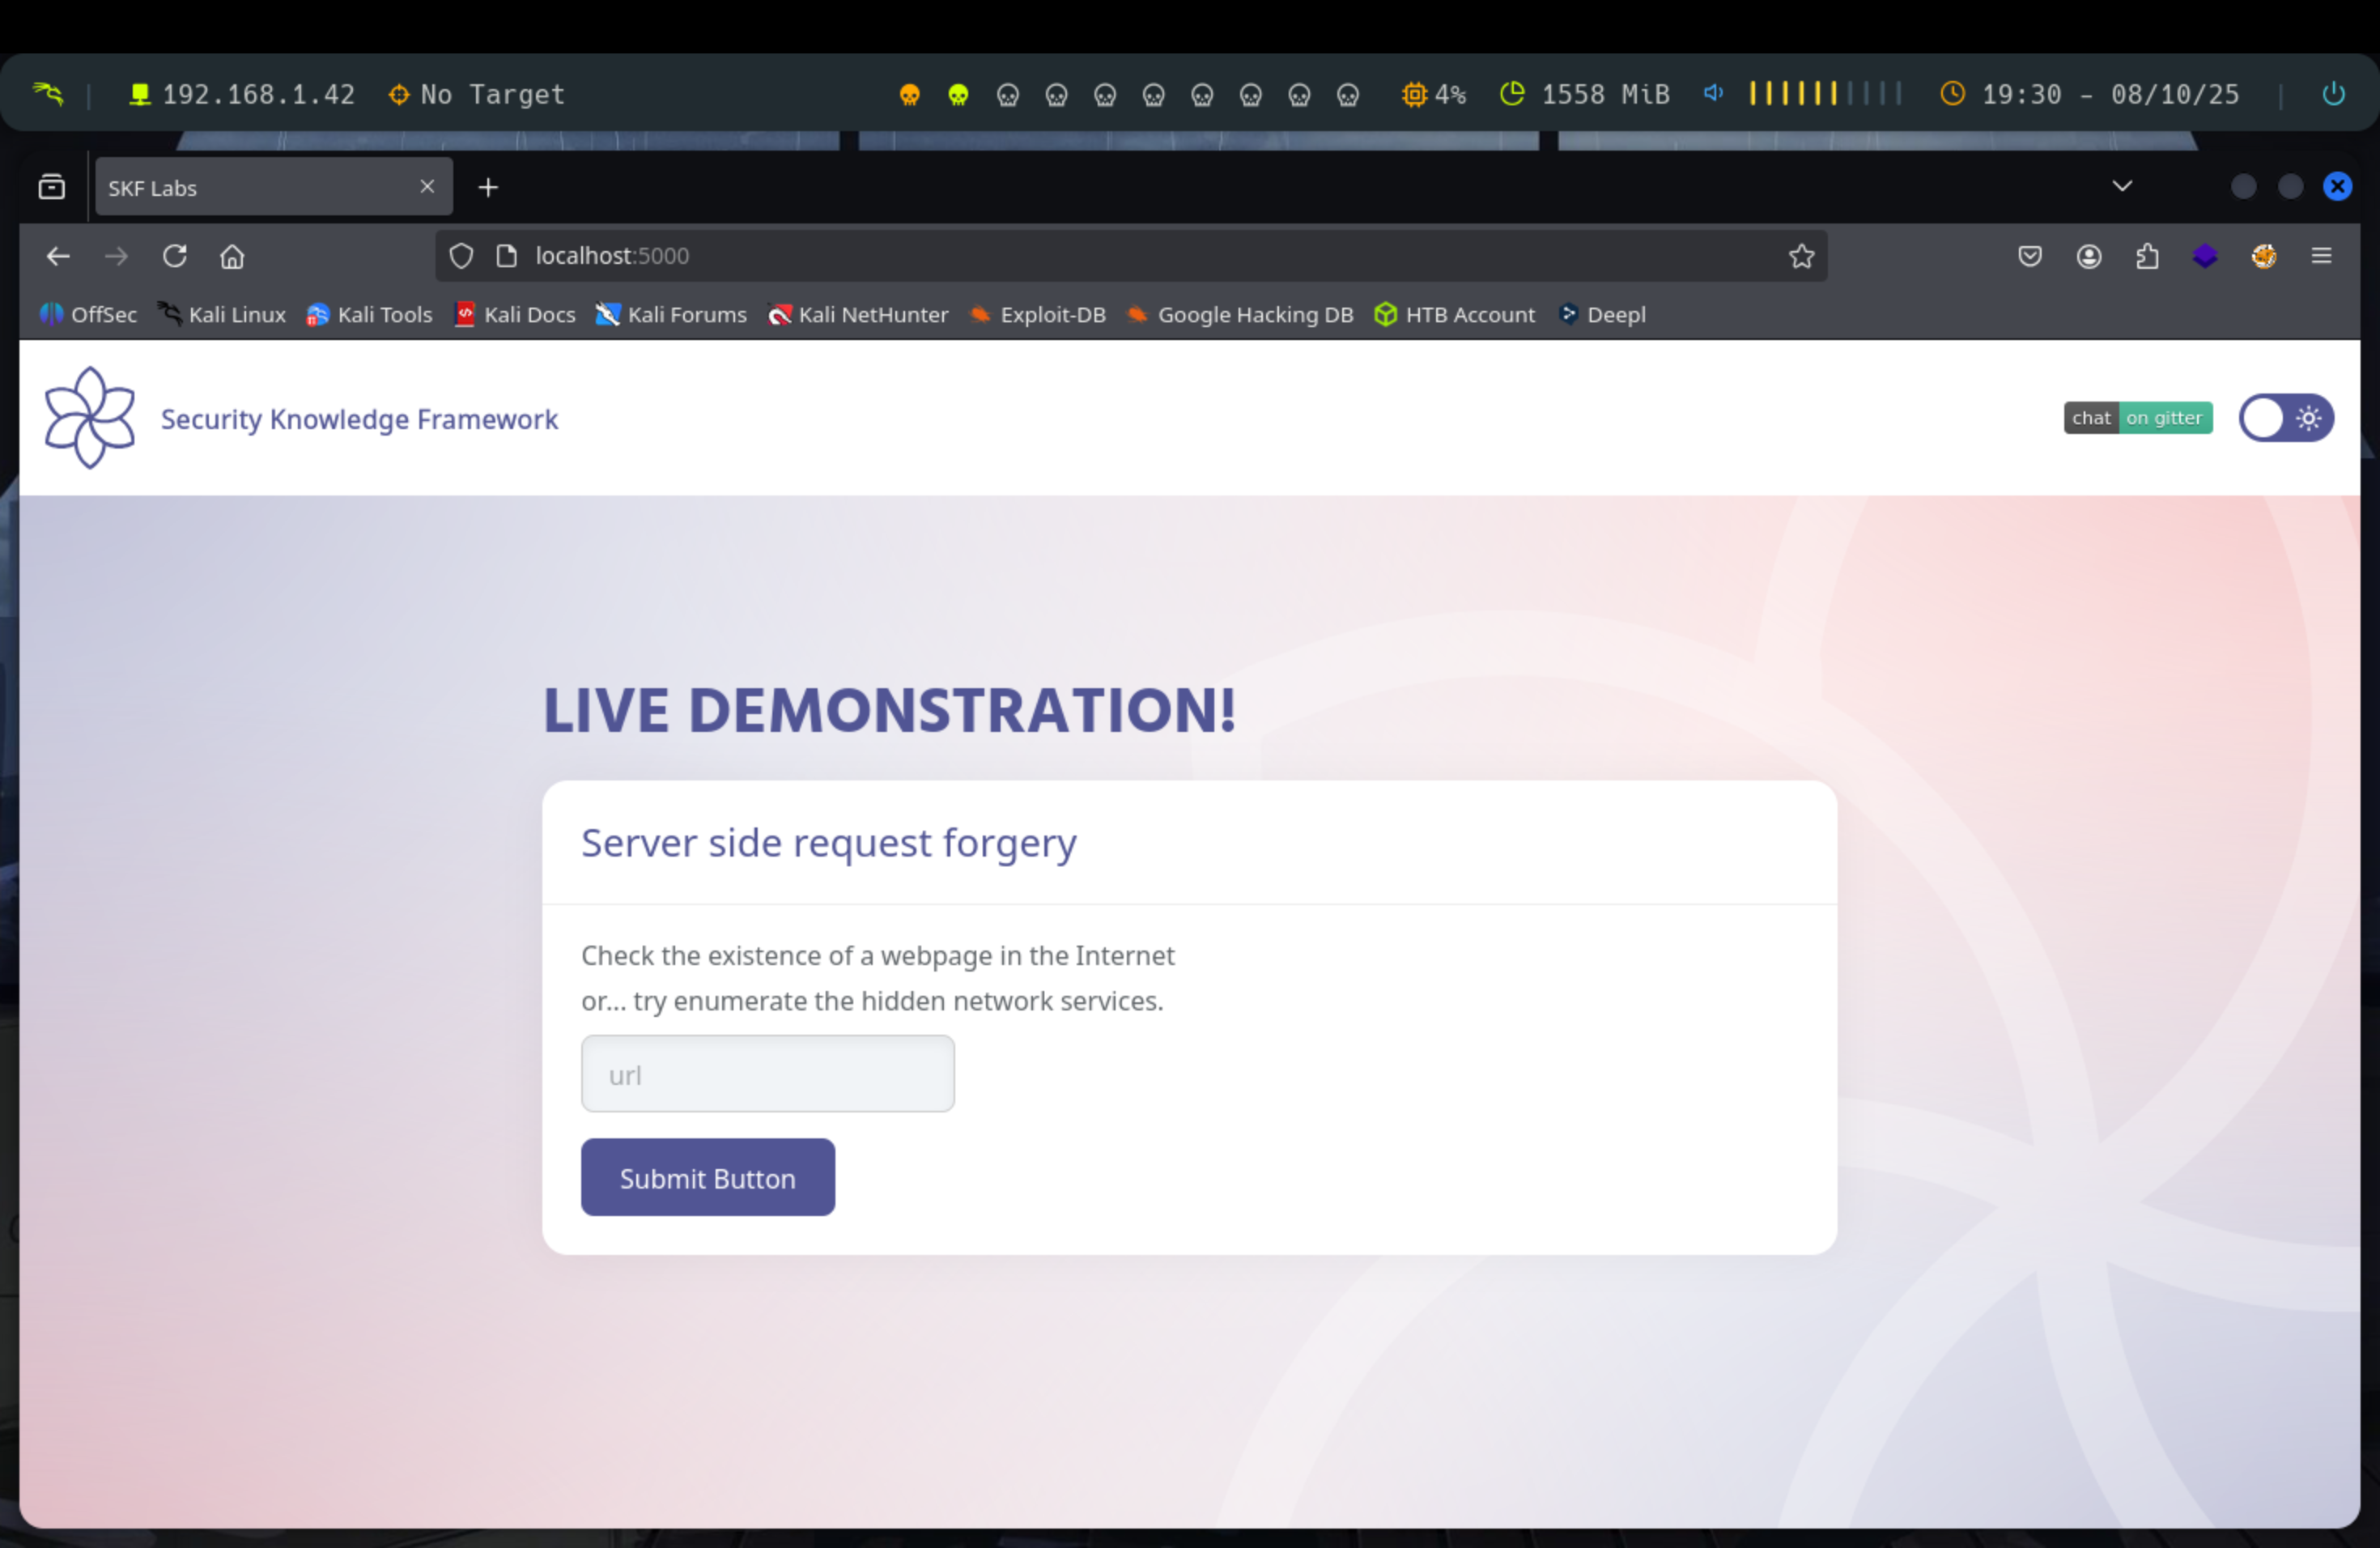 192.168.1.42 No Target 4% 1558 MiB 19:30 - 08/10/25
SKF Labs
localhost:5000
OffSec Kali Linux Kali Tools Kali Docs Kali Forums Kali NetHunter Exploit-DB Google Hacking DB HTB Account Deepl
Security Knowledge Framework chat on gitter
LIVE DEMONSTRATION!
Server side request forgery
Check the existence of a webpage in the Internet
or... try enumerate the hidden network services.
url
Submit Button